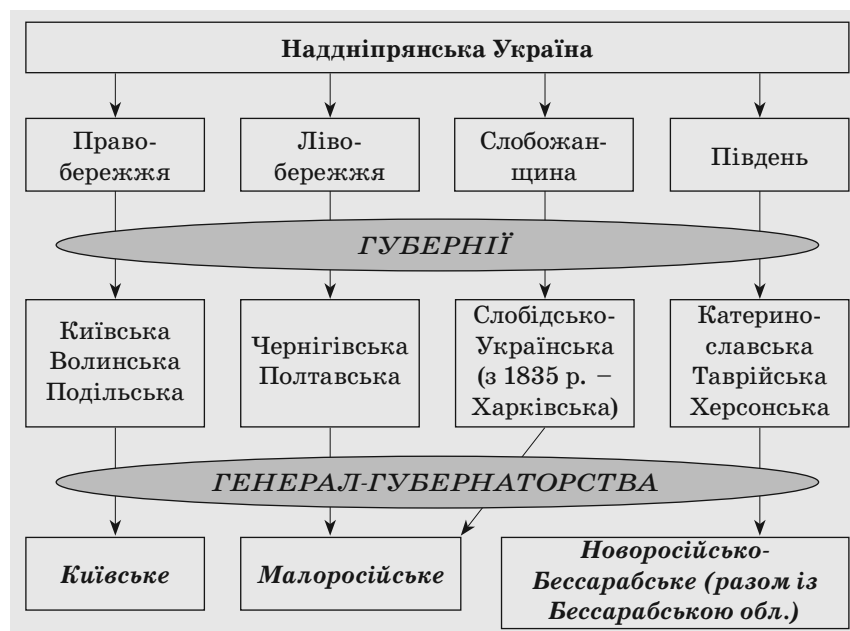 Наддніпрянська Україна
Право-
бережжя
Ліво-
бережжя
Слобожан-
щина
Південь
ГУБЕРНІЇ
Київська
Волинська
Подільська
Чернігівська
Полтавська
Слобідсько-
Українська
(з 1835 р. –
Харківська)
Катерино-
славська
Таврійська
Херсонська
ГЕНЕРАЛ-ГУБЕРНАТОРСТВА
Київське
Малоросійське
Новоросійсько-
Бессарабське (разом із
Бессарабською обл.)